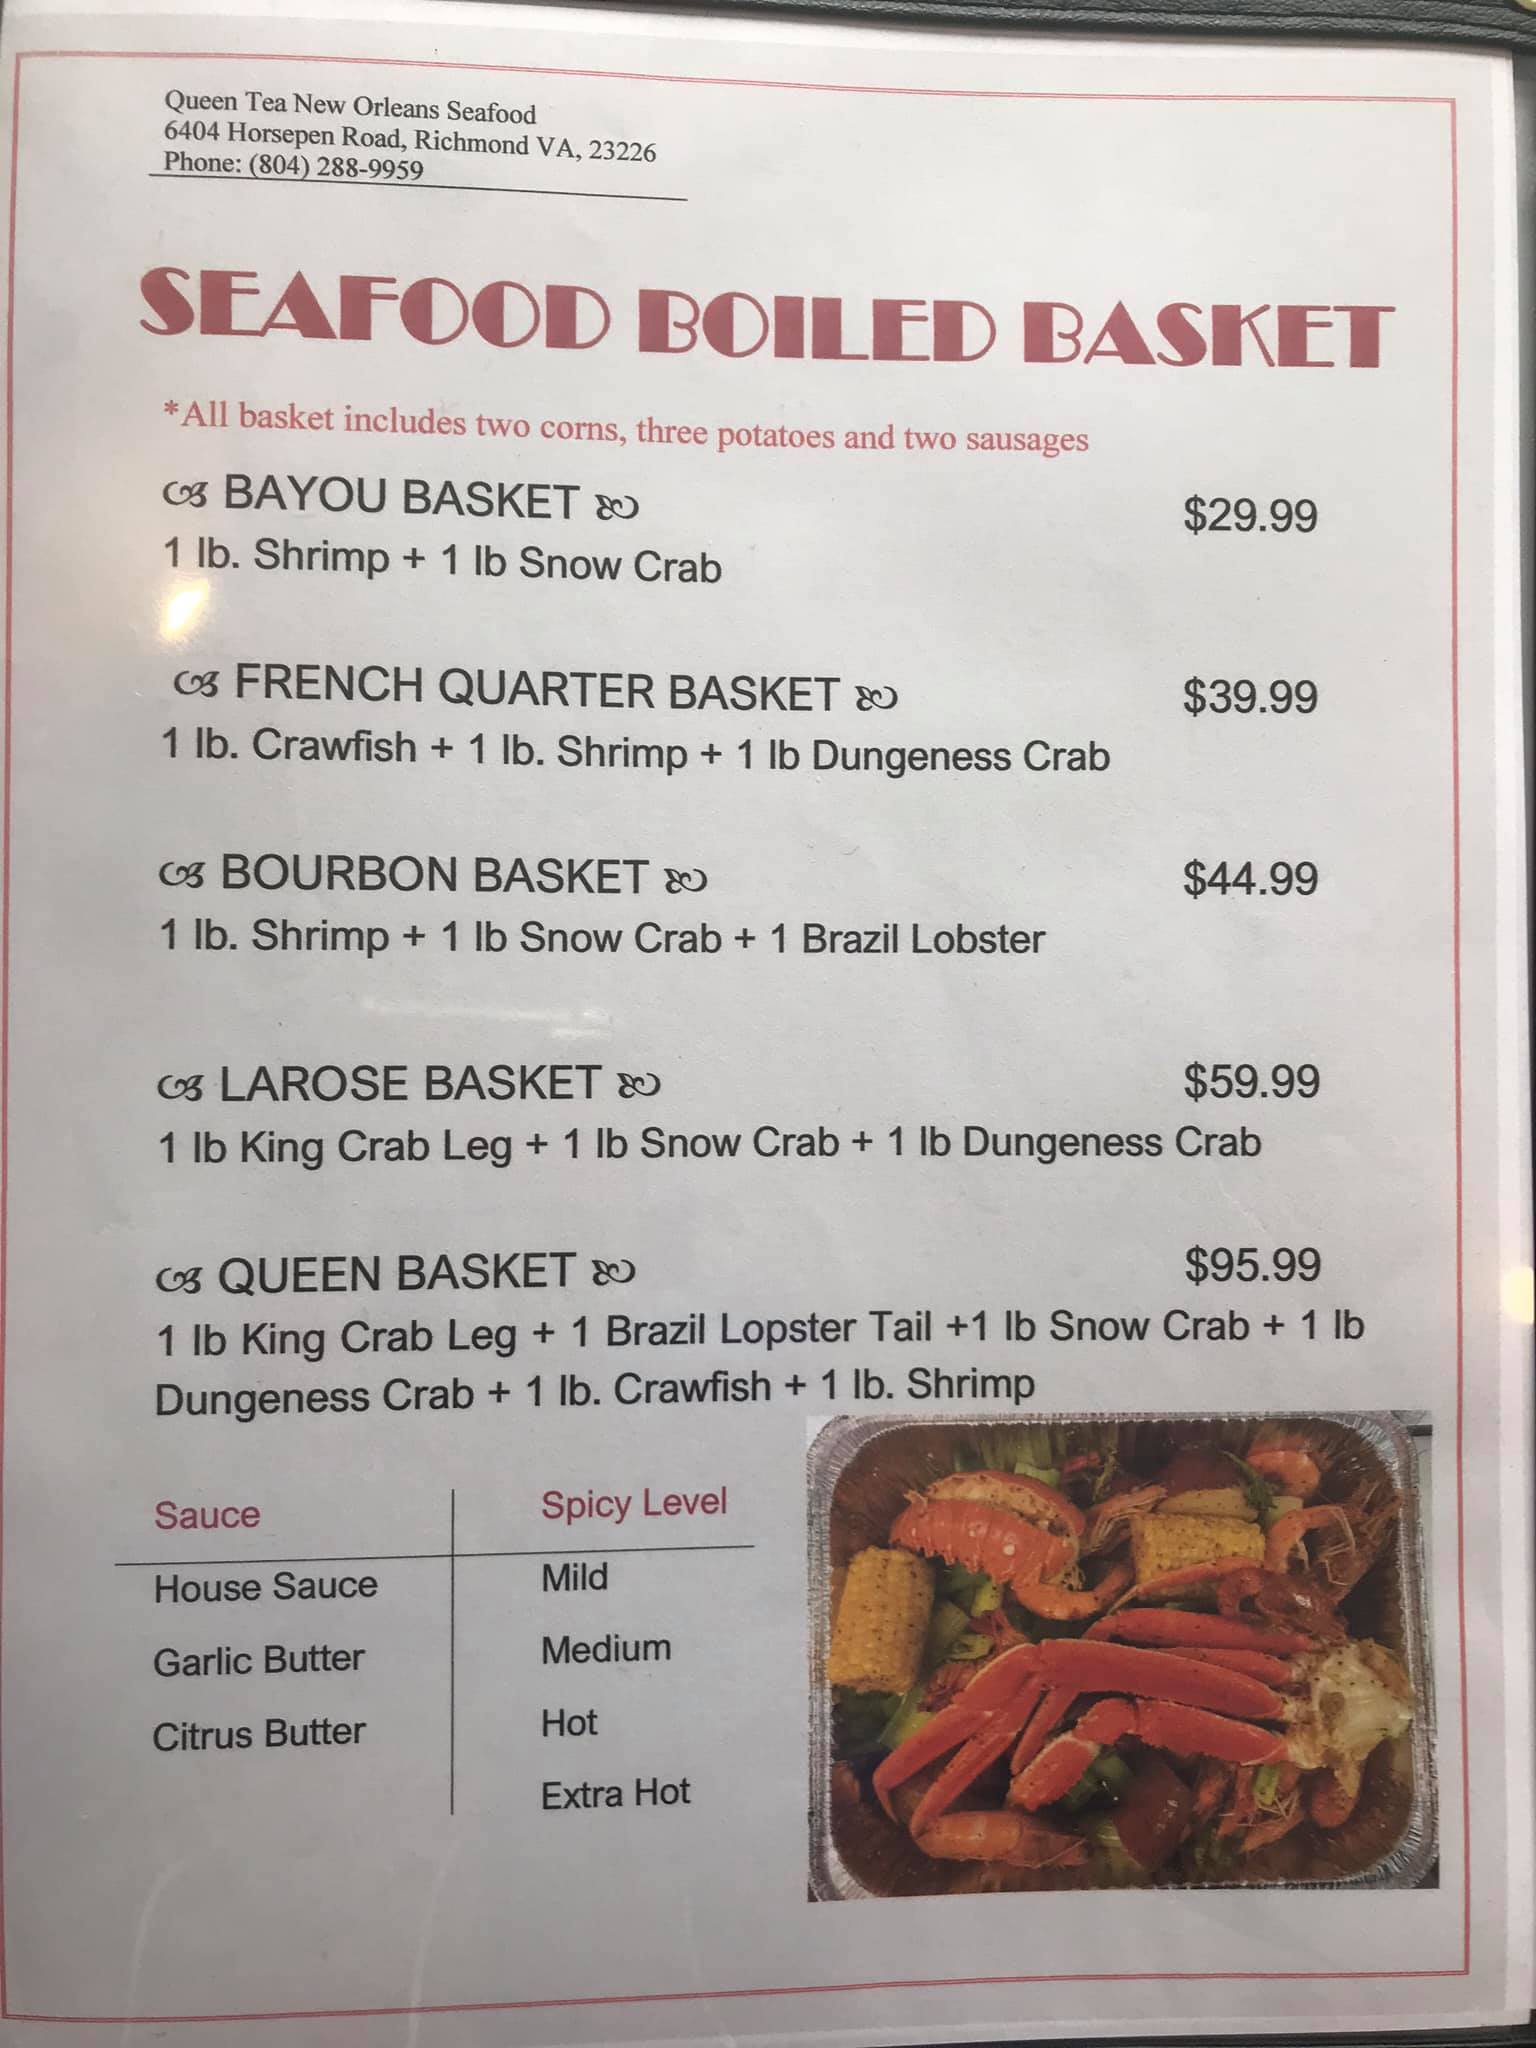 Queen Tea New Orleans Seafood
6404 Horsepen Road, Richmond VA, 23226
Phone: (804) 288-9959
SEAFOOD BOILED BASKET
*All basket includes two corns, three potatoes and two sausages
BAYOU BASKET $29.99
1 lb. Shrimp + 1 lb Snow Crab
FRENCH QUARTER BASKET $39.99
1 lb. Crawfish + 1 lb. Shrimp + 1 lb Dungeness Crab
BOURBON BASKET $44.99
1 lb. Shrimp + 1 lb Snow Crab + 1 Brazil Lobster
LAROSE BASKET $59.99
1 lb King Crab Leg + 1 lb Snow Crab + 1 lb Dungeness Crab
QUEEN BASKET $95.99
1 lb King Crab Leg + 1 Brazil Lopster Tail +1 lb Snow Crab + 1 lb
Dungeness Crab + 1 lb. Crawfish + 1 lb. Shrimp
Sauce Spicy Level
House Sauce Mild
Garlic Butter Medium
Citrus Butter Hot
Extra Hot